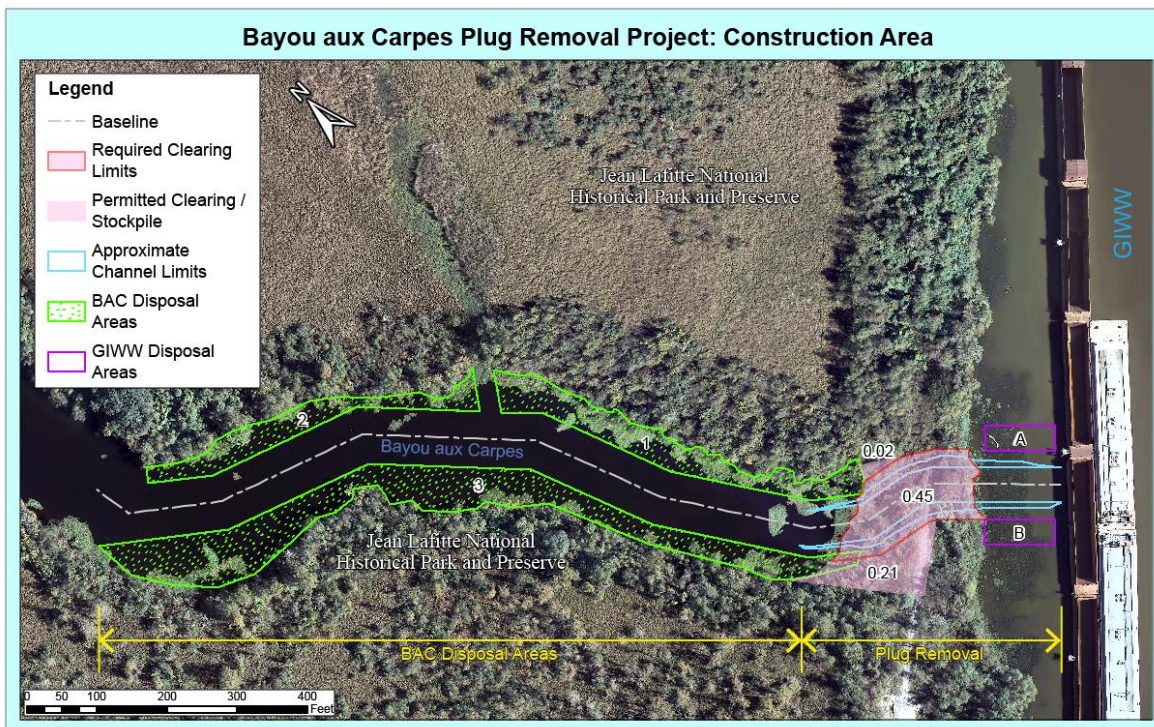 Bayou aux Carpes Plug Removal Project: Construction Area
Legend
Baseline
Required Clearing
Limits
Permitted Clearing /
Stockpile
Approximate
Channel Limits
BAC Disposal
Areas
GIWW Disposal
Areas
N
Jean Lafitte National
Historical Park and Preserve
GIWW
2
1
Bayou aux Carpes
3
0.02
0.45
0.21
A
B
Jean Lafitte National
Historical Park and Preserve
BAC Disposal Areas
Plug Removal
0 50 100 200 300 400
Feet